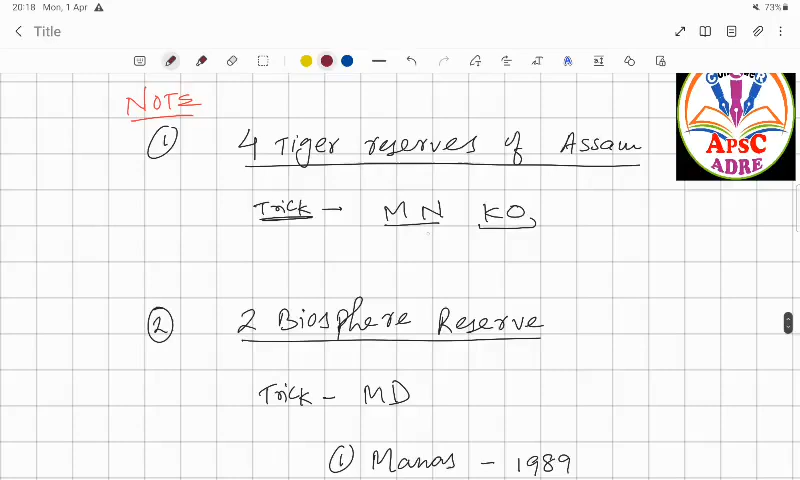 20:18 Mon, 1 Apr
73%
Title
NOTE
① 4 Tiger reserves of Assam
Trick - MN KO,
② 2 Biosphere Reserve
Trick - MD
① Manas - 1989
APSC
ADRE